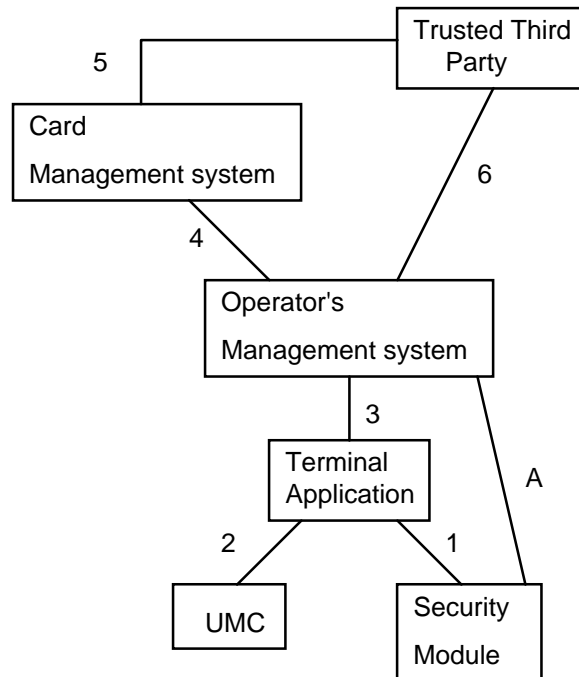 Trusted Third
Party
5
Card
Management system
6
4
Operator's
Management system
3
Terminal
Application
A
2
1
UMC
Security
Module